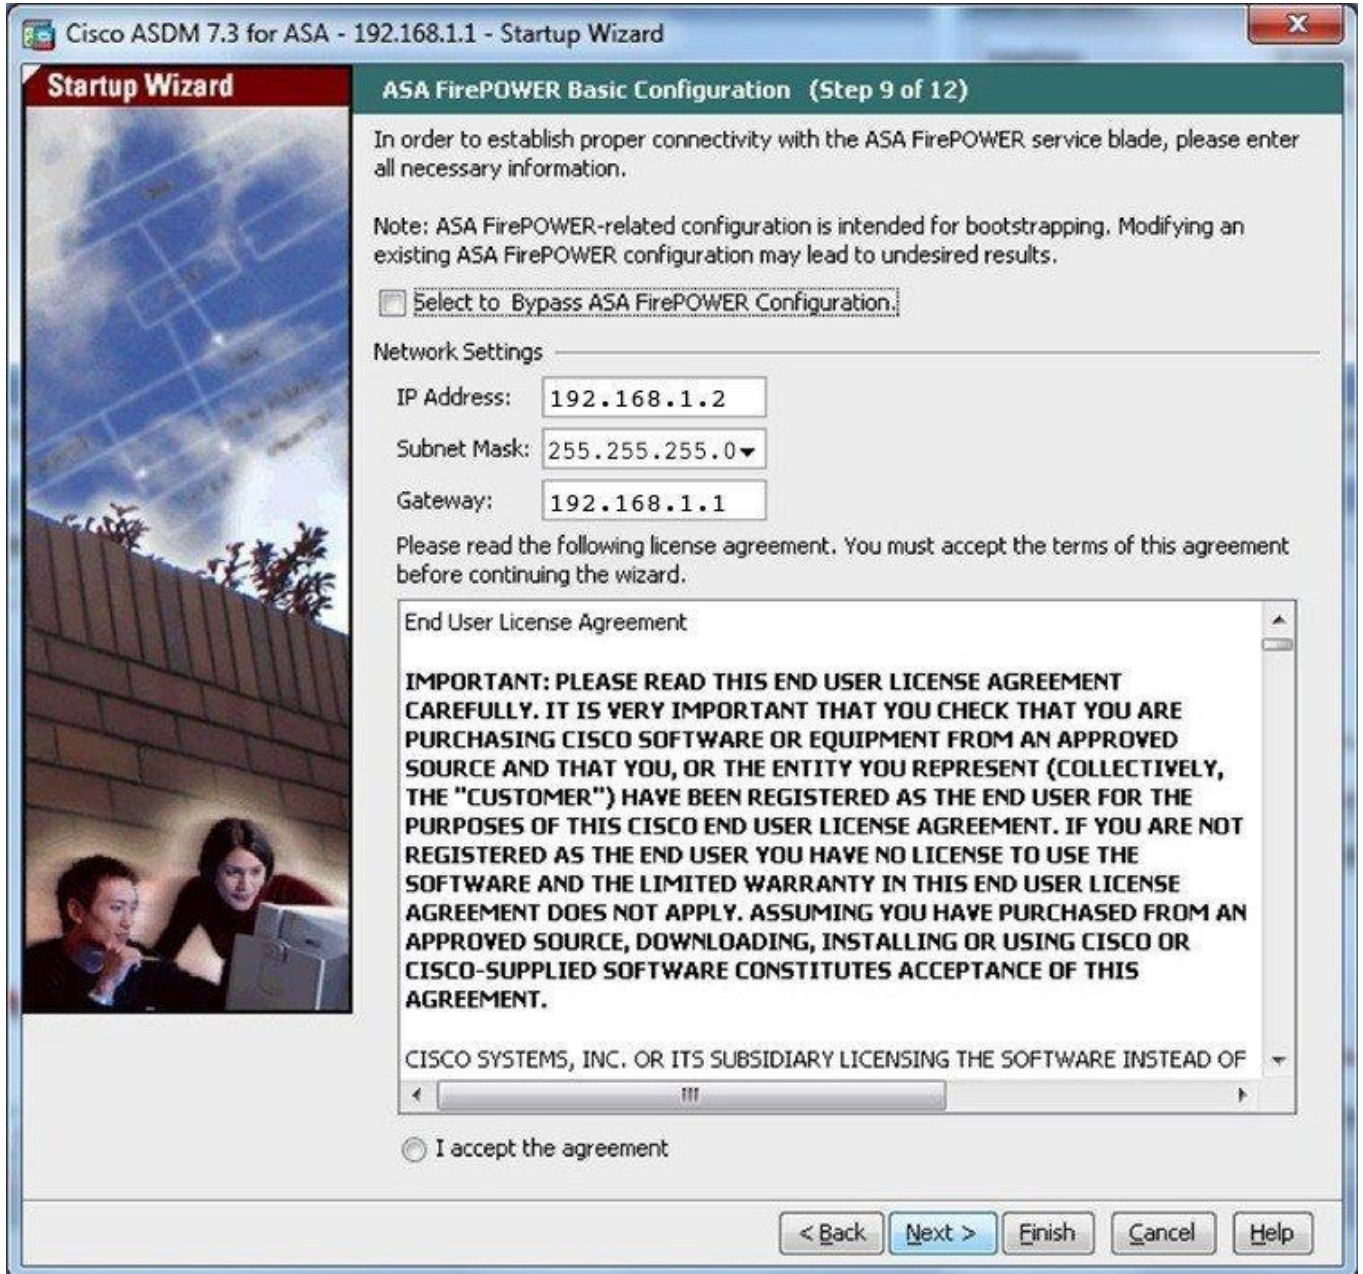 Cisco ASDM 7.3 for ASA - 192.168.1.1 - Startup Wizard
Startup Wizard
ASA FirePOWER Basic Configuration (Step 9 of 12)
In order to establish proper connectivity with the ASA FirePOWER service blade, please enter
all necessary information.
Note: ASA FirePOWER-related configuration is intended for bootstrapping. Modifying an
existing ASA FirePOWER configuration may lead to undesired results.
Select to Bypass ASA FirePOWER Configuration.
Network Settings
IP Address: 192.168.1.2
Subnet Mask: 255.255.255.0
Gateway: 192.168.1.1
Please read the following license agreement. You must accept the terms of this agreement
before continuing the wizard.
End User License Agreement
IMPORTANT: PLEASE READ THIS END USER LICENSE AGREEMENT
CAREFULLY. IT IS VERY IMPORTANT THAT YOU CHECK THAT YOU ARE
PURCHASING CISCO SOFTWARE OR EQUIPMENT FROM AN APPROVED
SOURCE AND THAT YOU, OR THE ENTITY YOU REPRESENT (COLLECTIVELY,
THE "CUSTOMER") HAVE BEEN REGISTERED AS THE END USER FOR THE
PURPOSES OF THIS CISCO END USER LICENSE AGREEMENT. IF YOU ARE NOT
REGISTERED AS THE END USER YOU HAVE NO LICENSE TO USE THE
SOFTWARE AND THE LIMITED WARRANTY IN THIS END USER LICENSE
AGREEMENT DOES NOT APPLY. ASSUMING YOU HAVE PURCHASED FROM AN
APPROVED SOURCE, DOWNLOADING, INSTALLING OR USING CISCO OR
CISCO-SUPPLIED SOFTWARE CONSTITUTES ACCEPTANCE OF THIS
AGREEMENT.
CISCO SYSTEMS, INC. OR ITS SUBSIDIARY LICENSING THE SOFTWARE INSTEAD OF
I accept the agreement
< Back Next > Finish Cancel Help